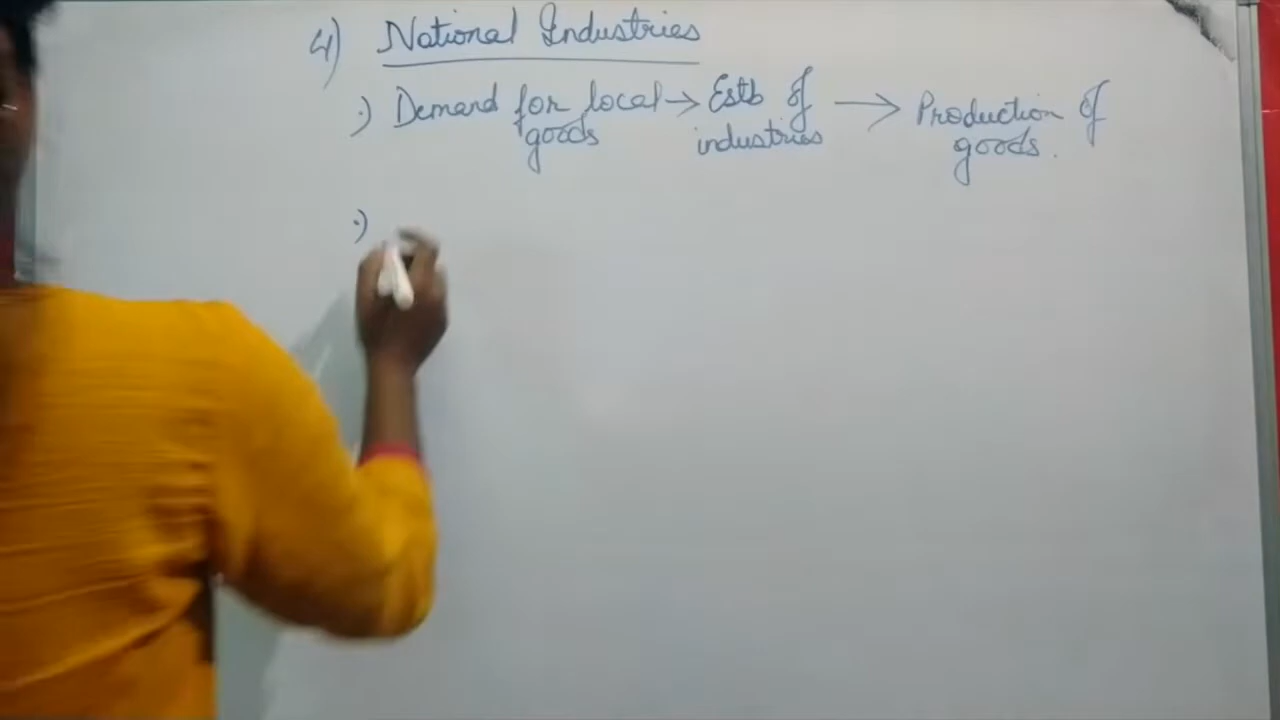 4) National Industries
·) Demand for local → Estb of → Production of
goods industries goods.
·)